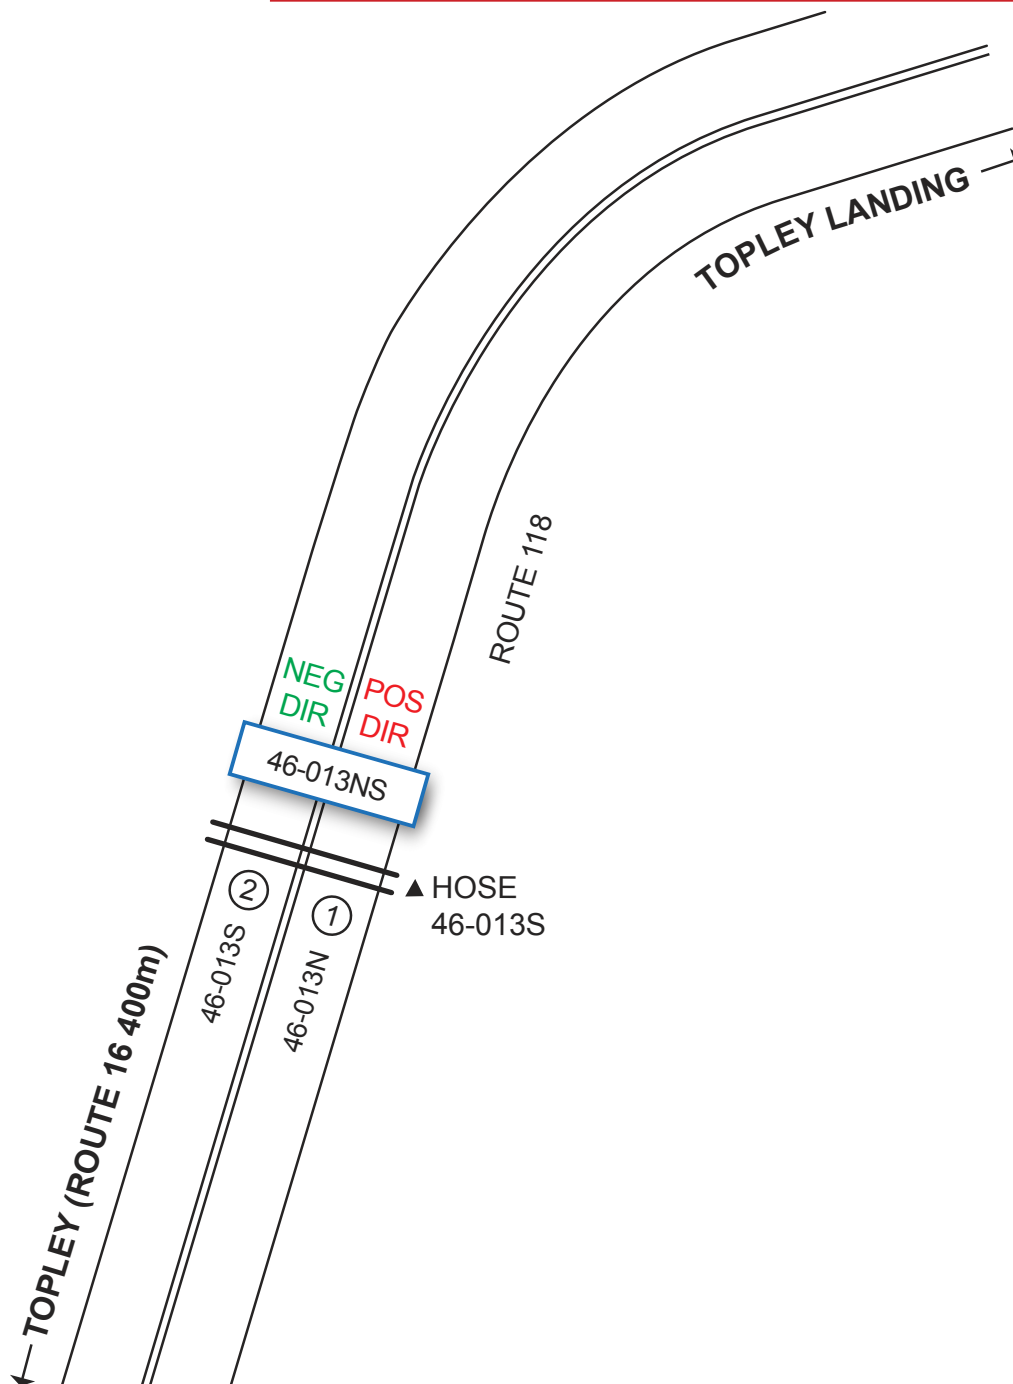 TOPLEY LANDING
ROUTE 118
NEG
DIR
POS
DIR
46-013NS
2
1
HOSE
46-013S
46-013S
46-013N
TOPLEY (ROUTE 16 400m)